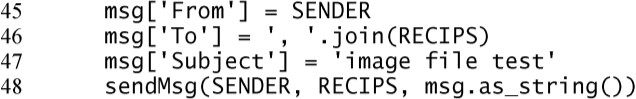 45 msg['From'] = SENDER
46 msg['To'] = ', '.join(RECIPS)
47 msg['Subject'] = 'image file test'
48 sendMsg(SENDER, RECIPS, msg.as_string())